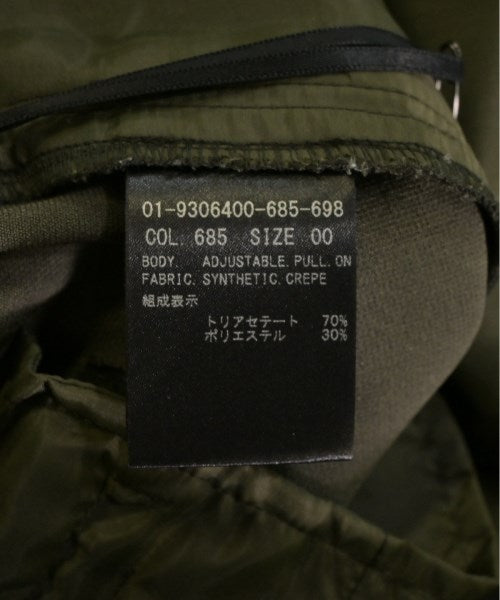 01-9306400-685-698
COL. 685 SIZE 00
BODY. ADJUSTABLE. PULL. ON
FABRIC. SYNTHETIC. CREPE
組成表示
トリアセテート 70%
ポリエステル 30%